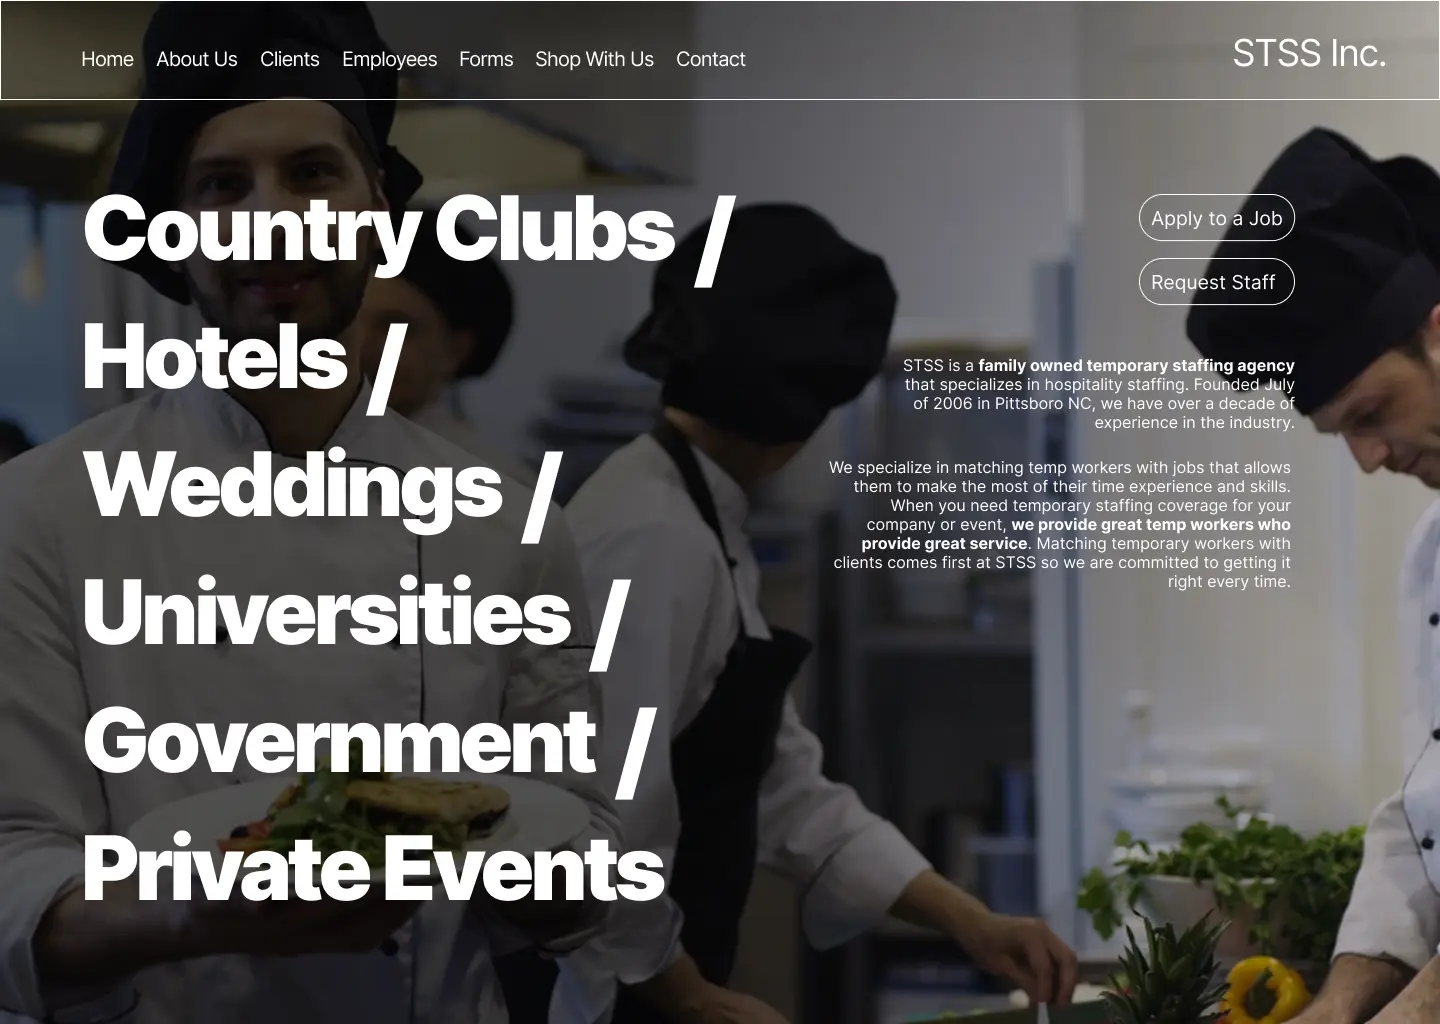 Home About Us Clients Employees Forms Shop With Us Contact
STSS Inc.
Country Clubs /
Hotels /
Weddings /
Universities /
Government /
Private Events
Apply to a Job
Request Staff
STSS is a family owned temporary staffing agency
that specializes in hospitality staffing. Founded July
of 2006 in Pittsboro NC, we have over a decade of
experience in the industry.
We specialize in matching temp workers with jobs that allows
them to make the most of their time experience and skills.
When you need temporary staffing coverage for your
company or event, we provide great temp workers who
provide great service. Matching temporary workers with
clients comes first at STSS so we are committed to getting it
right every time.